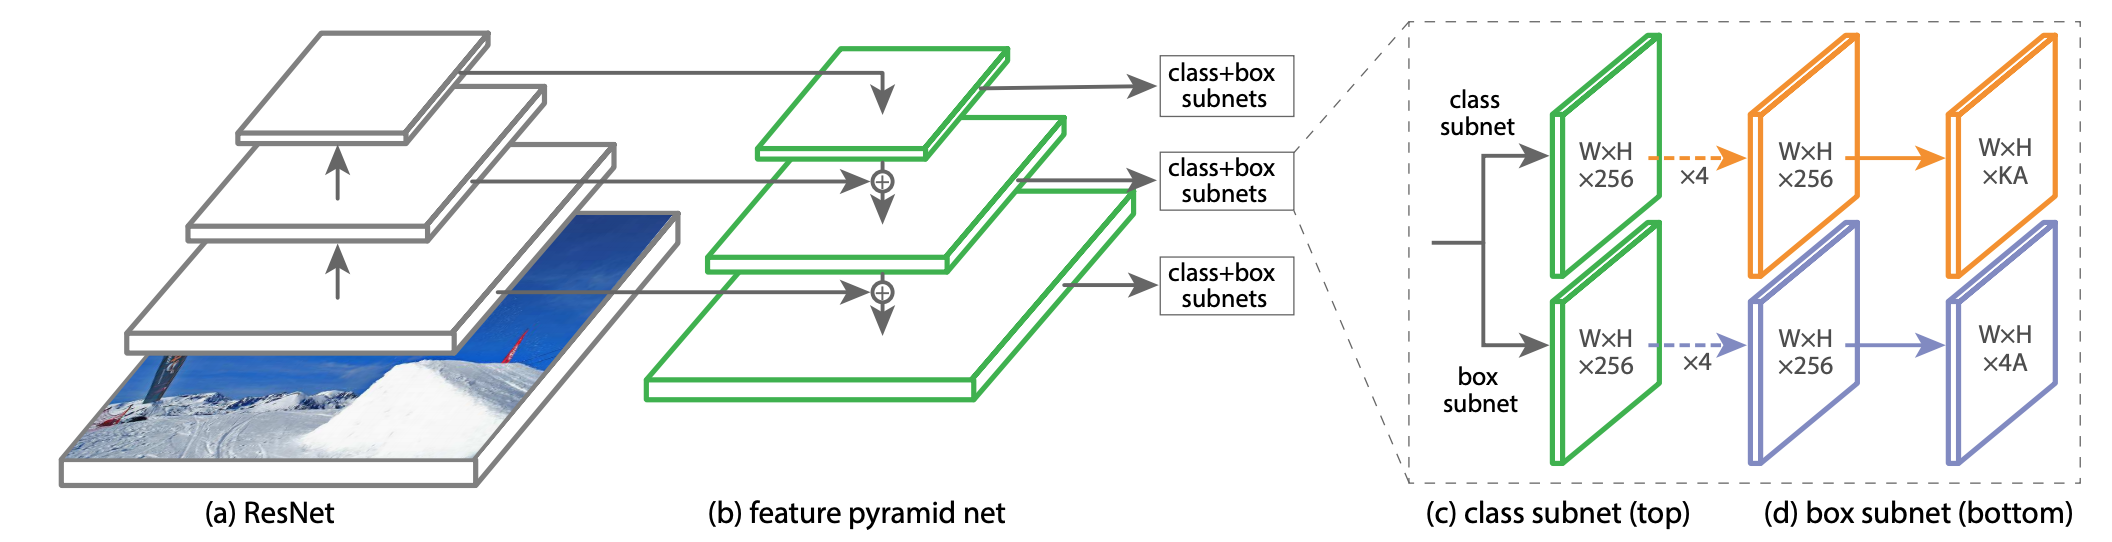 class+box
subnets
class+box
subnets
class+box
subnets
class
subnet
W×H
×256
×4
W×H
×256
W×H
×KA
box
subnet
W×H
×256
×4
W×H
×256
W×H
×4A
(a) ResNet
(b) feature pyramid net
(c) class subnet (top)
(d) box subnet (bottom)